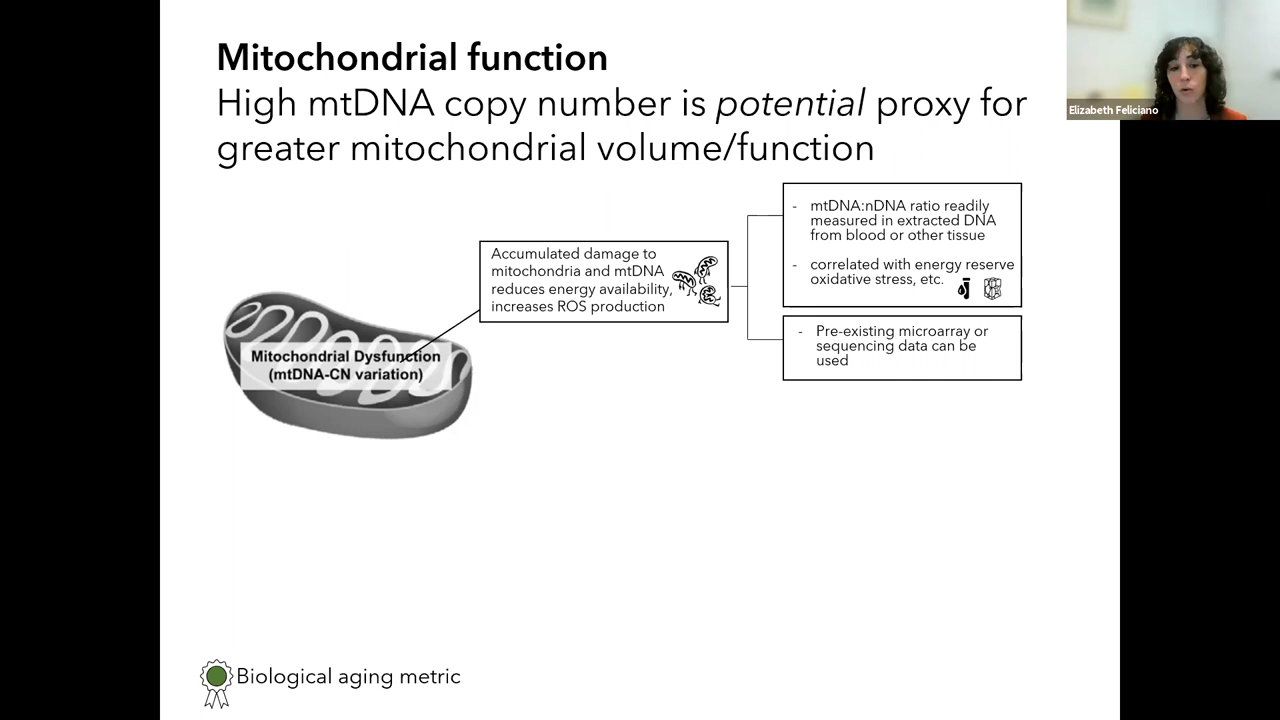 Mitochondrial function
High mtDNA copy number is potential proxy for
greater mitochondrial volume/function
Elizabeth Feliciano
Mitochondrial Dysfunction
(mtDNA-CN variation)
Accumulated damage to
mitochondria and mtDNA
reduces energy availability,
increases ROS production
- mtDNA:nDNA ratio readily
measured in extracted DNA
from blood or other tissue
- correlated with energy reserve
oxidative stress, etc.
- Pre-existing microarray or
sequencing data can be
used
Biological aging metric